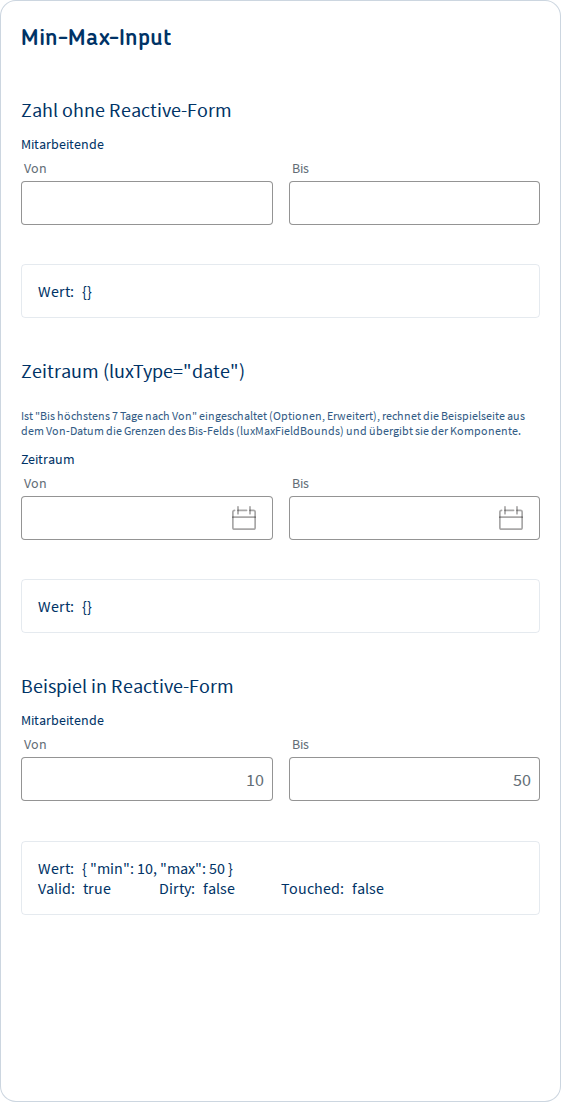 Min-Max-Input
Zahl ohne Reactive-Form
Mitarbeitende
Von Bis
Wert: {}
Zeitraum (luxType="date")
Ist "Bis höchstens 7 Tage nach Von" eingeschaltet (Optionen, Erweitert), rechnet die Beispielseite aus
dem Von-Datum die Grenzen des Bis-Felds (luxMaxFieldBounds) und übergibt sie der Komponente.
Zeitraum
Von Bis
Wert: {}
Beispiel in Reactive-Form
Mitarbeitende
Von Bis
10 50
Wert: { "min": 10, "max": 50 }
Valid: true Dirty: false Touched: false